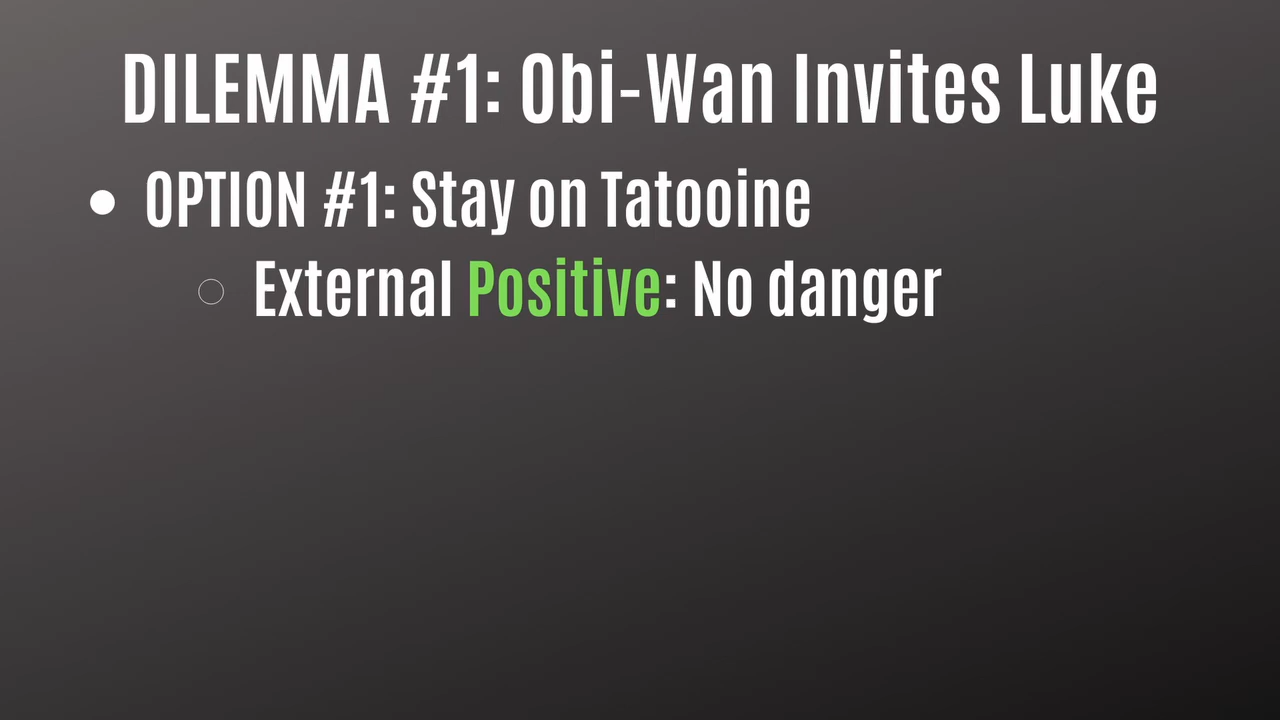 DILEMMA #1: Obi-Wan Invites Luke
OPTION #1: Stay on Tatooine
External Positive: No danger